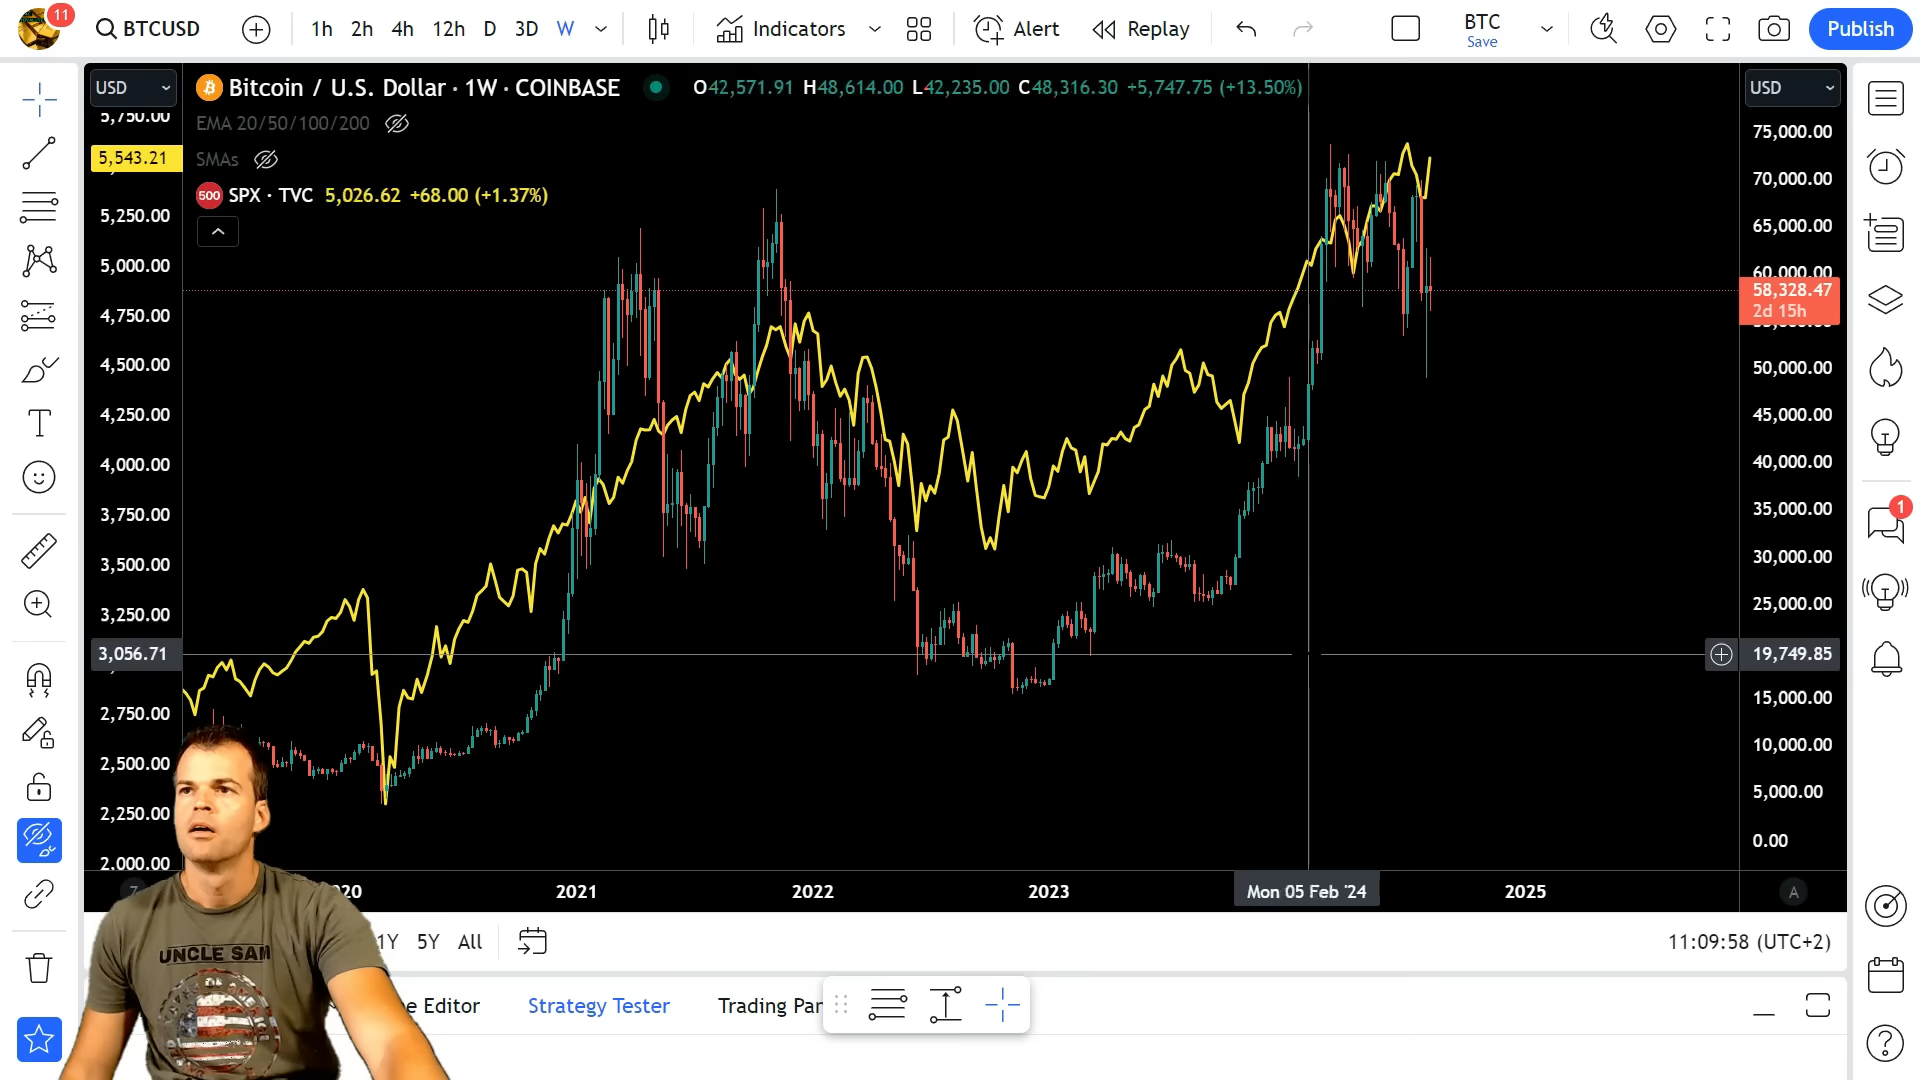 11
BTCUSD
1h 2h 4h 12h D 3D W
Indicators
Alert
Replay
BTC
Save
Publish
USD
Bitcoin / U.S. Dollar · 1W · COINBASE
O42,571.91 H48,614.00 L42,235.00 C48,316.30 +5,747.75 (+13.50%)
USD
5,750.00
EMA 20/50/100/200
5,543.21
SMAs
500 SPX · TVC 5,026.62 +68.00 (+1.37%)
5,250.00
5,000.00
4,750.00
4,500.00
4,250.00
4,000.00
3,750.00
3,500.00
3,250.00
3,056.71
2,750.00
2,500.00
2,250.00
2,000.00
75,000.00
70,000.00
65,000.00
60,000.00
58,328.47
2d 15h
50,000.00
45,000.00
40,000.00
35,000.00
30,000.00
25,000.00
19,749.85
15,000.00
10,000.00
5,000.00
0.00
1
Z
20
2021
2022
2023
Mon 05 Feb '24
2025
A
1Y 5Y All
11:09:58 (UTC+2)
e Editor
Strategy Tester
Trading Par
UNCLE SAM